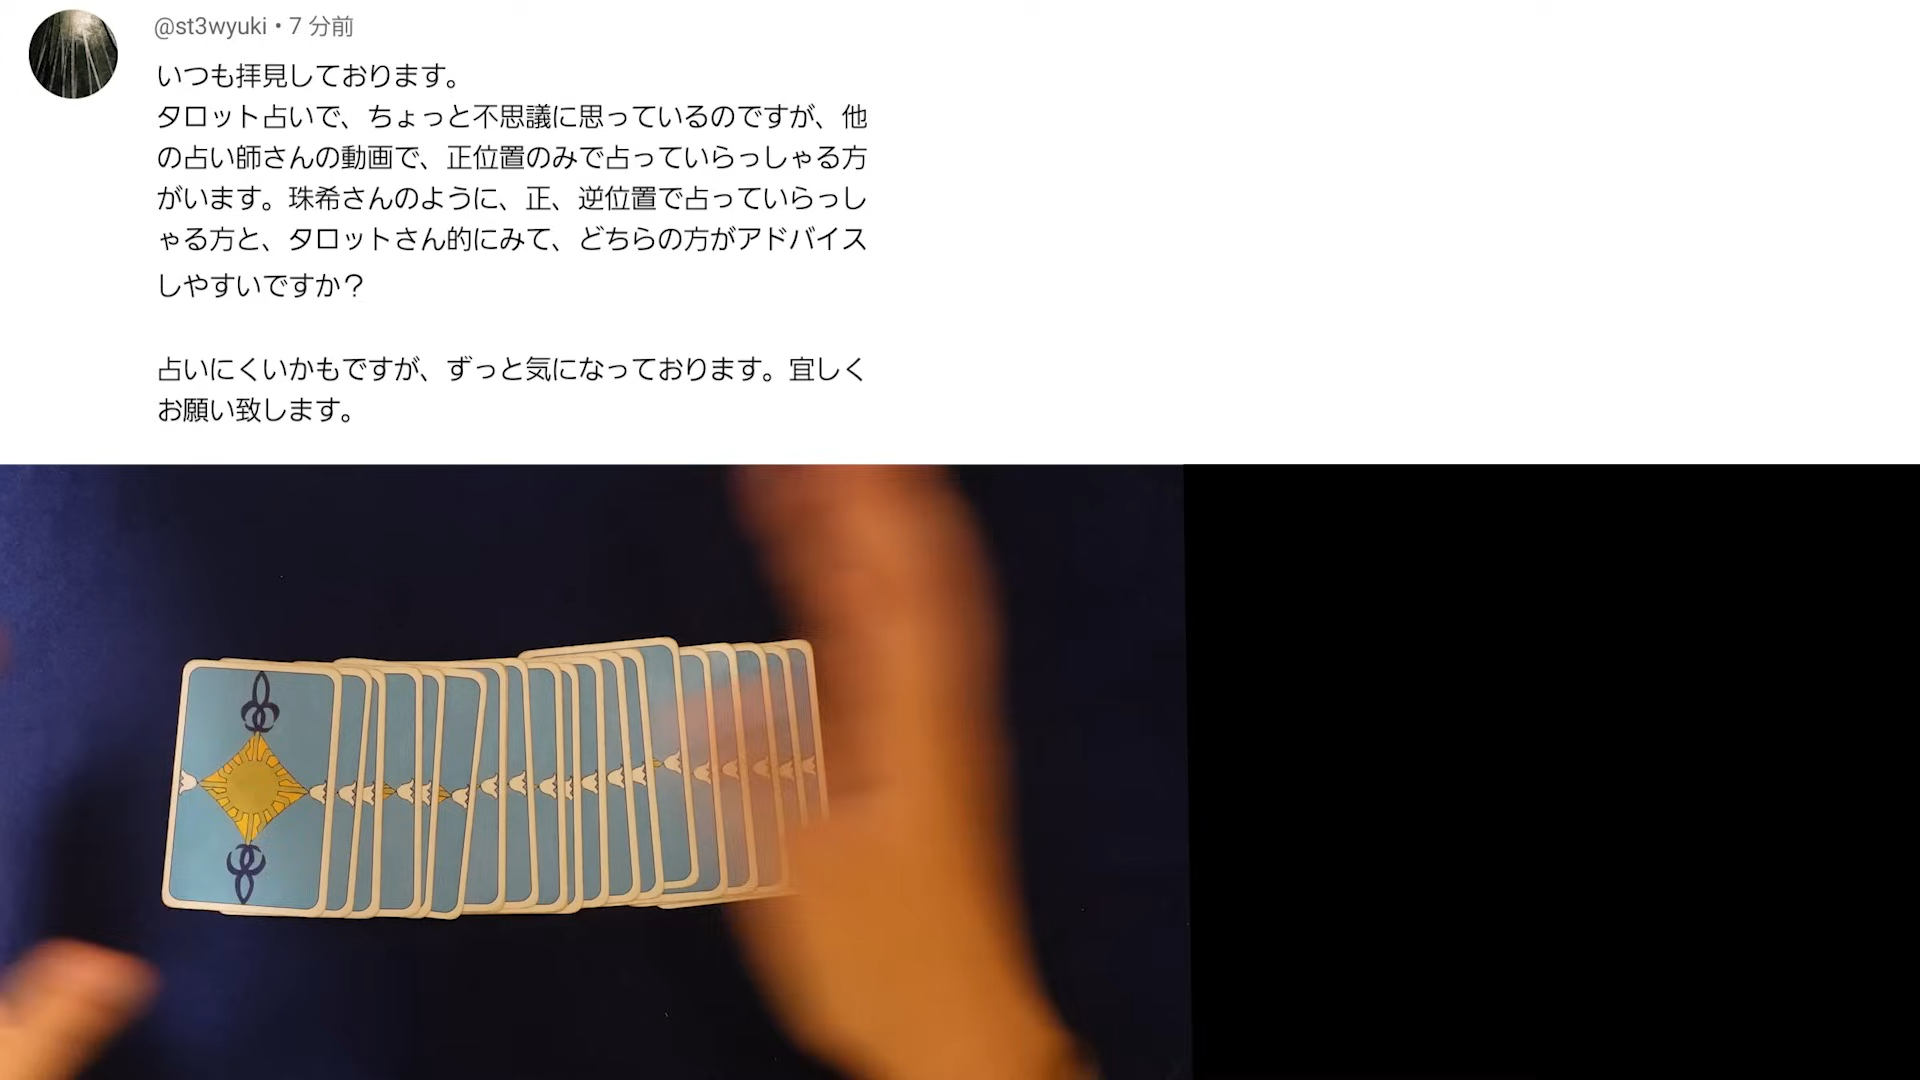 @st3wyuki • 7 分前
いつも拝見しております。
タロット占いで、ちょっと不思議に思っているのですが、他
の占い師さんの動画で、正位置のみで占っていらっしゃる方
がいます。珠希さんのように、正、逆位置で占っていらっし
ゃる方と、タロットさん的にみて、どちらの方がアドバイス
しやすいですか？
占いにくいかもですが、ずっと気になっております。宜しく
お願い致します。